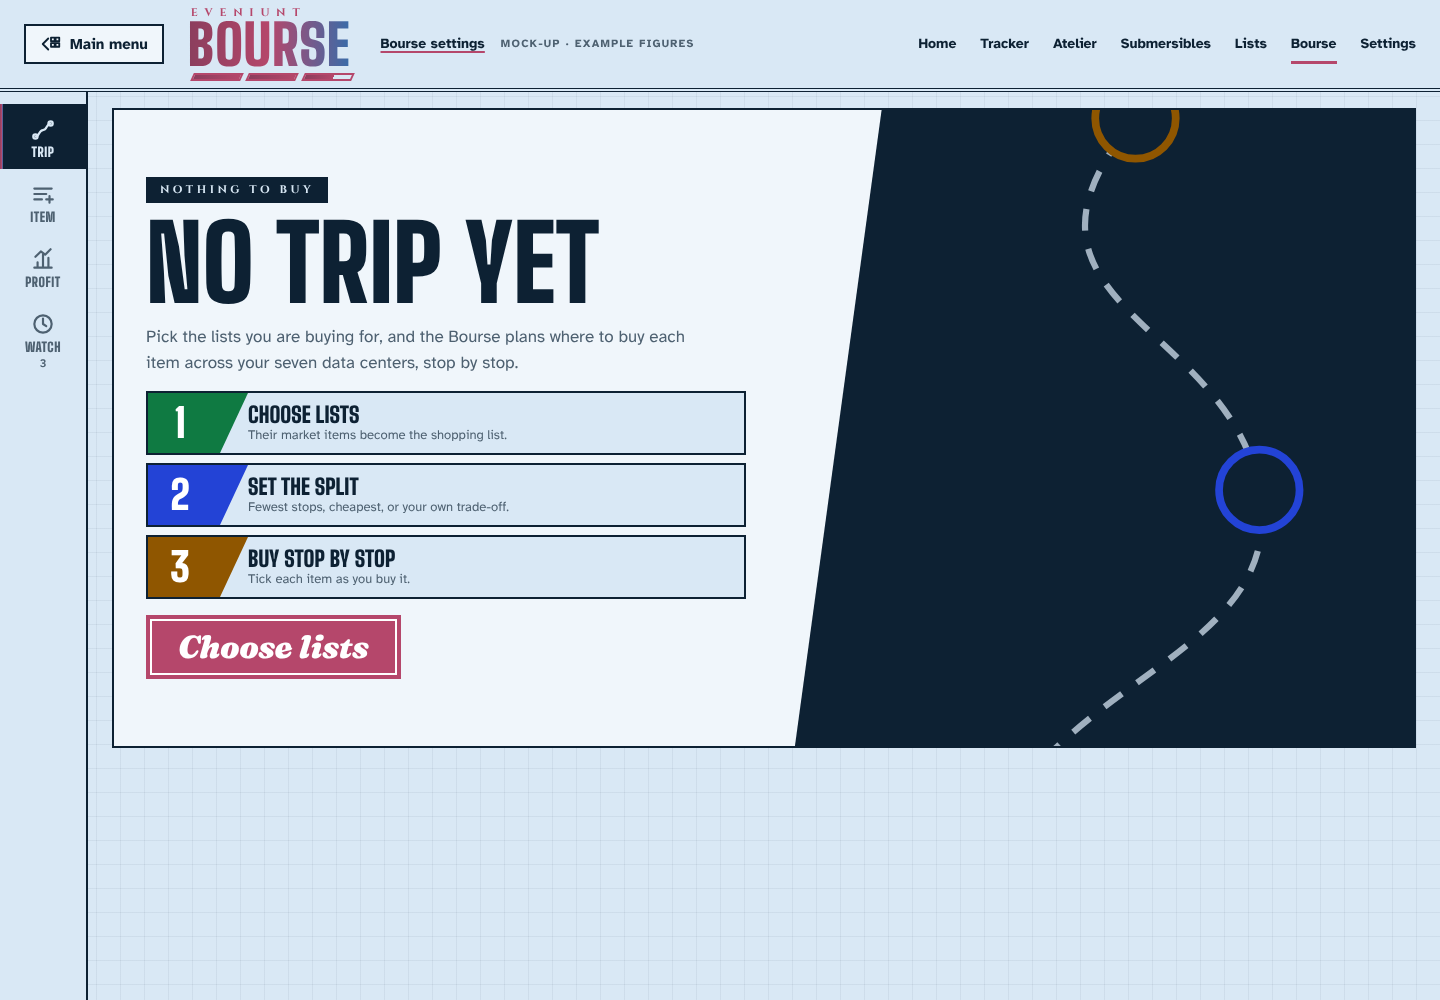 Main menu
EVENIUNT
BOURSE
Bourse settings
MOCK-UP · EXAMPLE FIGURES
Home
Tracker
Atelier
Submersibles
Lists
Bourse
Settings
TRIP
ITEM
PROFIT
WATCH
3
NOTHING TO BUY
NO TRIP YET
Pick the lists you are buying for, and the Bourse plans where to buy each
item across your seven data centers, stop by stop.
1
CHOOSE LISTS
Their market items become the shopping list.
2
SET THE SPLIT
Fewest stops, cheapest, or your own trade-off.
3
BUY STOP BY STOP
Tick each item as you buy it.
Choose lists